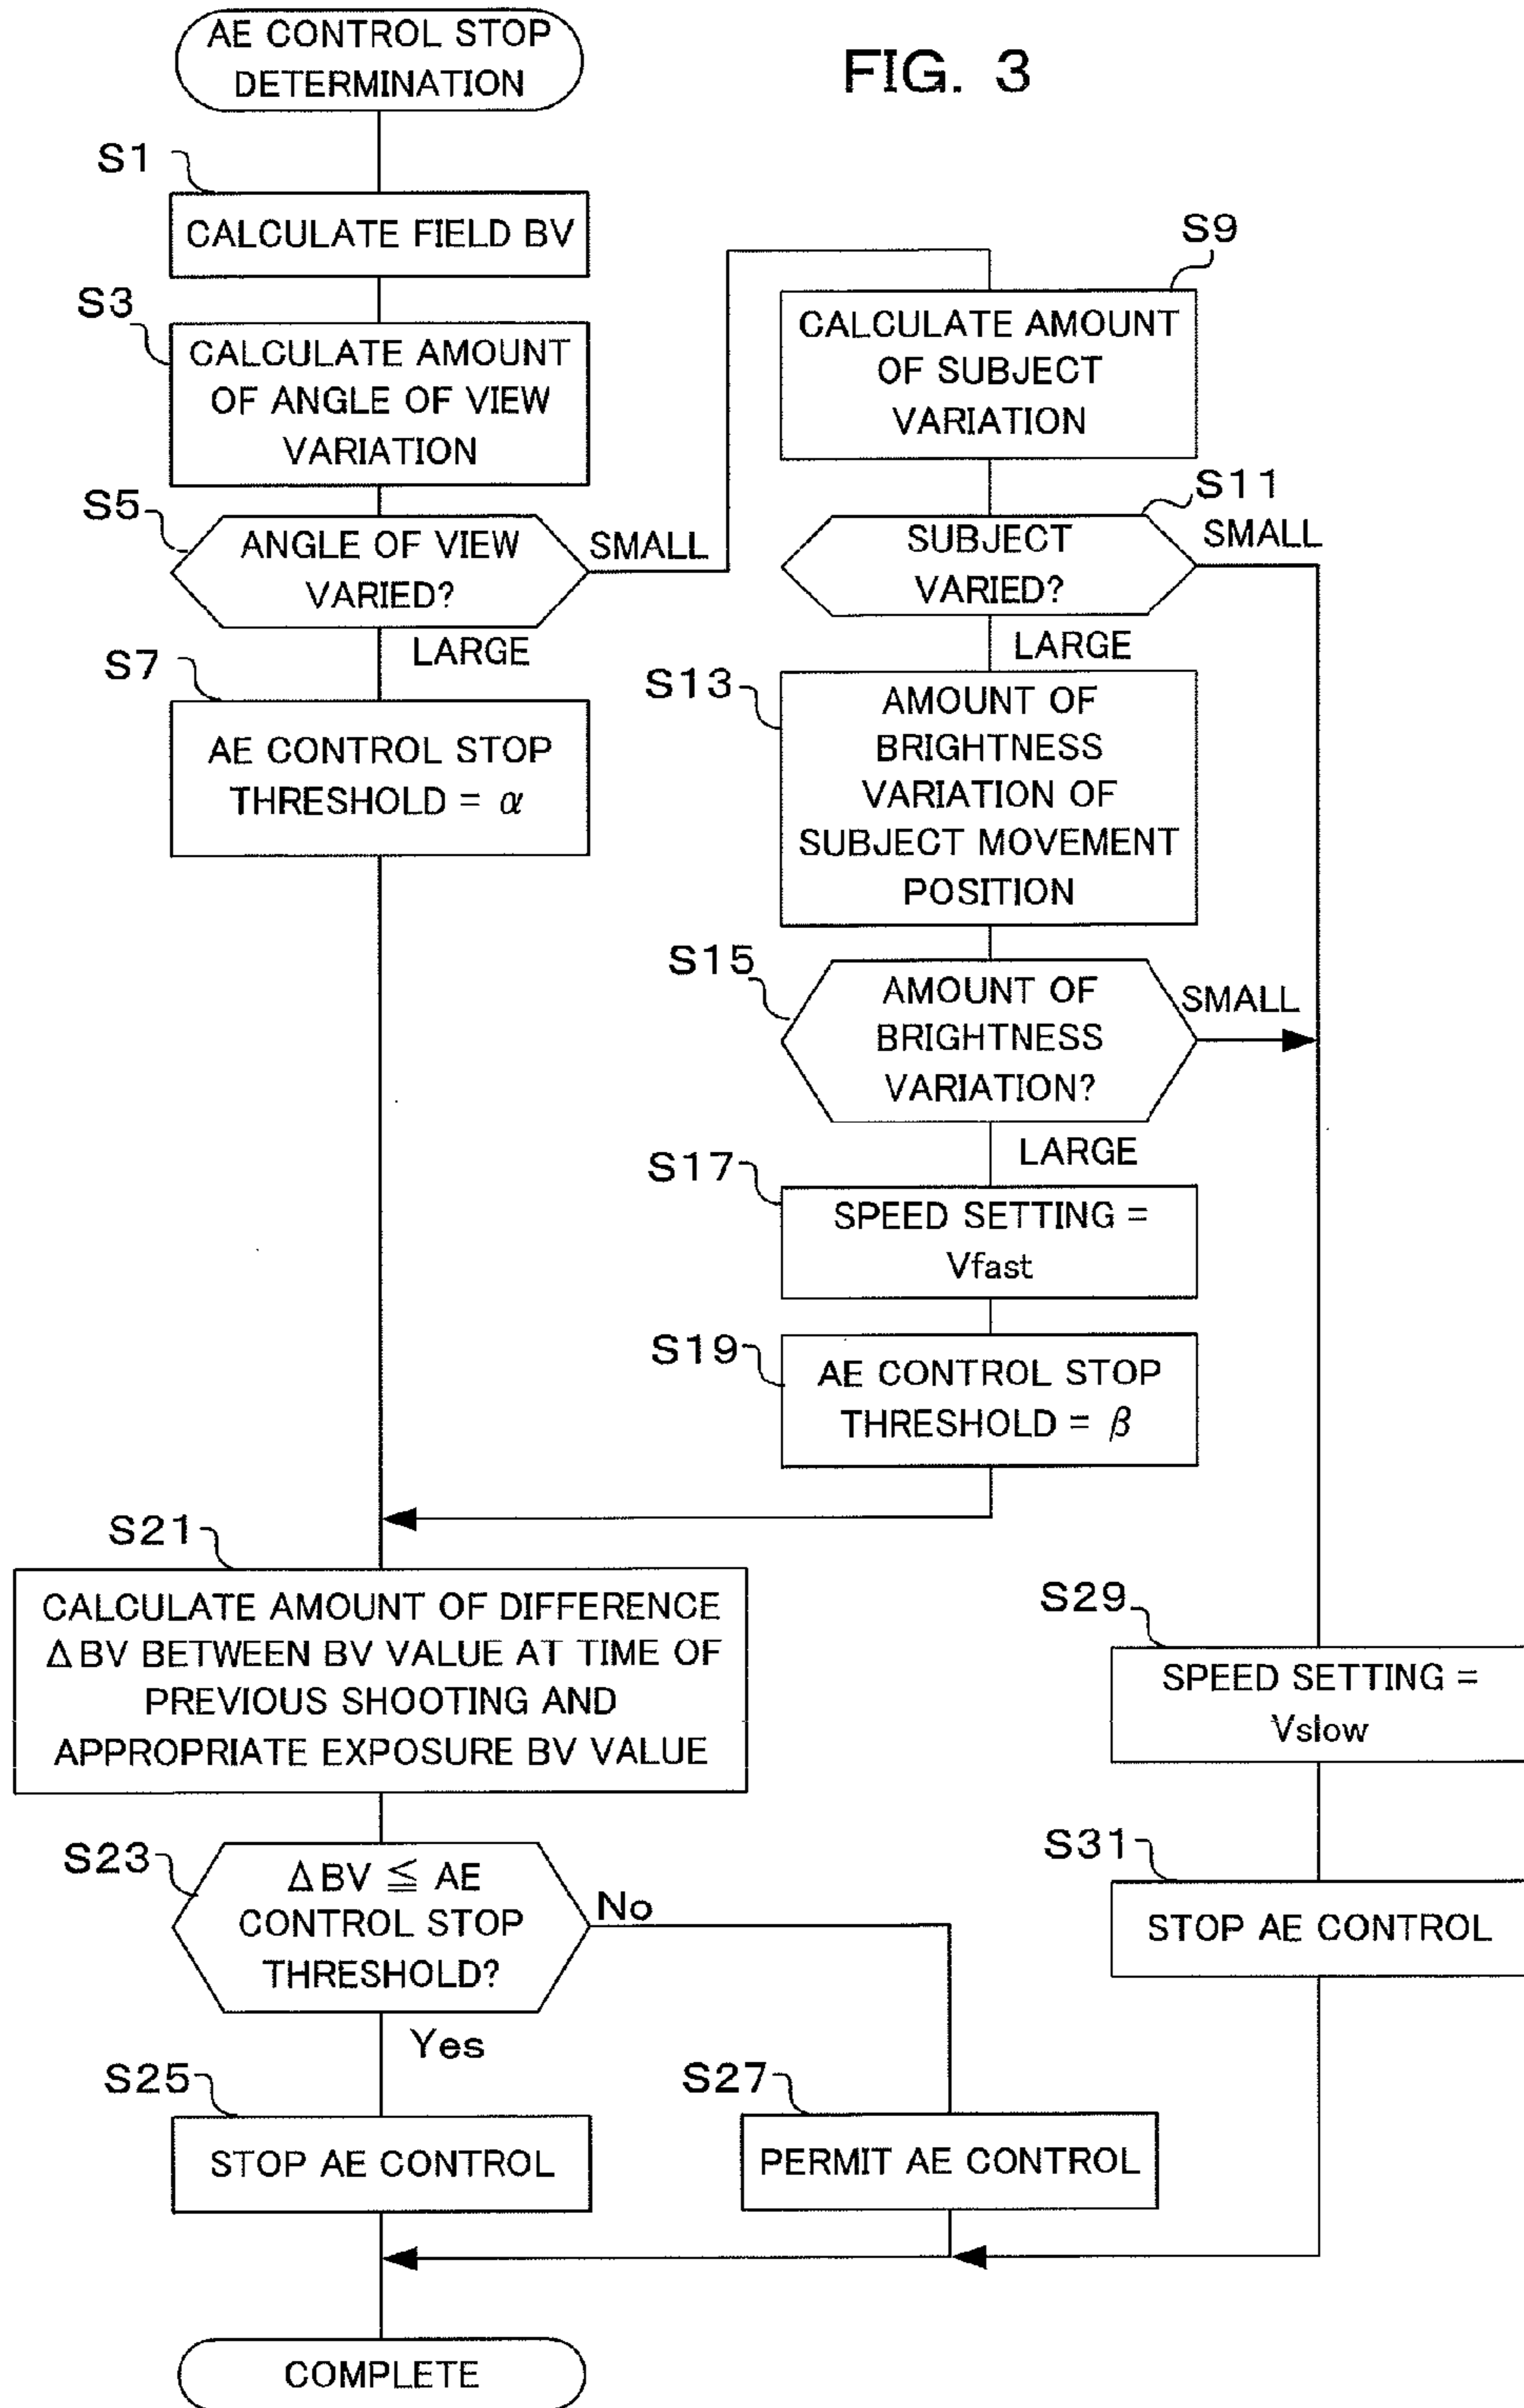 FIG. 3
AE CONTROL STOP
DETERMINATION
S1
CALCULATE FIELD BV
S3
CALCULATE AMOUNT
OF ANGLE OF VIEW
VARIATION
S5
ANGLE OF VIEW
VARIED?
SMALL
LARGE
S7
AE CONTROL STOP
THRESHOLD = α
S9
CALCULATE AMOUNT
OF SUBJECT
VARIATION
S11
SUBJECT
VARIED?
SMALL
LARGE
S13
AMOUNT OF
BRIGHTNESS
VARIATION OF
SUBJECT MOVEMENT
POSITION
S15
AMOUNT OF
BRIGHTNESS
VARIATION?
SMALL
LARGE
S17
SPEED SETTING =
Vfast
S19
AE CONTROL STOP
THRESHOLD = β
S21
CALCULATE AMOUNT OF DIFFERENCE
ΔBV BETWEEN BV VALUE AT TIME OF
PREVIOUS SHOOTING AND
APPROPRIATE EXPOSURE BV VALUE
S23
ΔBV ≦ AE
CONTROL STOP
THRESHOLD?
No
Yes
S25
STOP AE CONTROL
S27
PERMIT AE CONTROL
S29
SPEED SETTING =
Vslow
S31
STOP AE CONTROL
COMPLETE